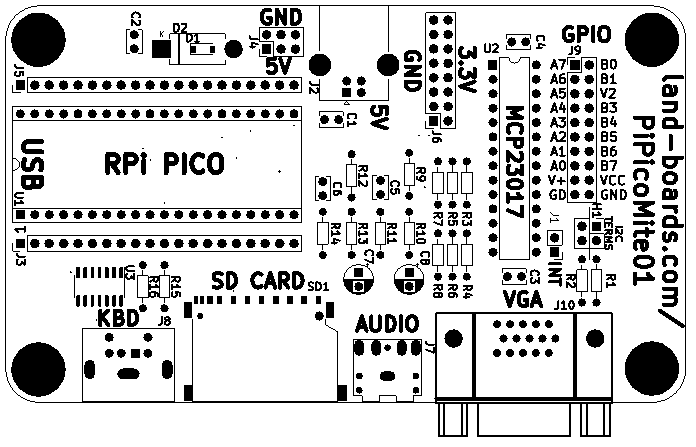 C2
D2
K
D1
GND
J4
5V
J5
J2
5V
C1
GND
3.3V
J6
U2
C4
GPIO
J9
A7 B0
A6 B1
A5 V2
A4 B3
A3 B4
A2 B5
A1 B6
A0 B7
V+ VCC
GD GND
MCP23017
land-boards.com/
PiPicoMite01
USB
RPi PICO
U1
1
J3
C6
R12
C5
R9
R14
R13
R11
R10
R7
R5
R3
C7
C8
R8
R6
R4
J1
INT
H1
I2C
TERMS
C3
R2
R1
U3
R16
R15
SD CARD
SD1
VGA
J10
KBD
J8
AUDIO
J7